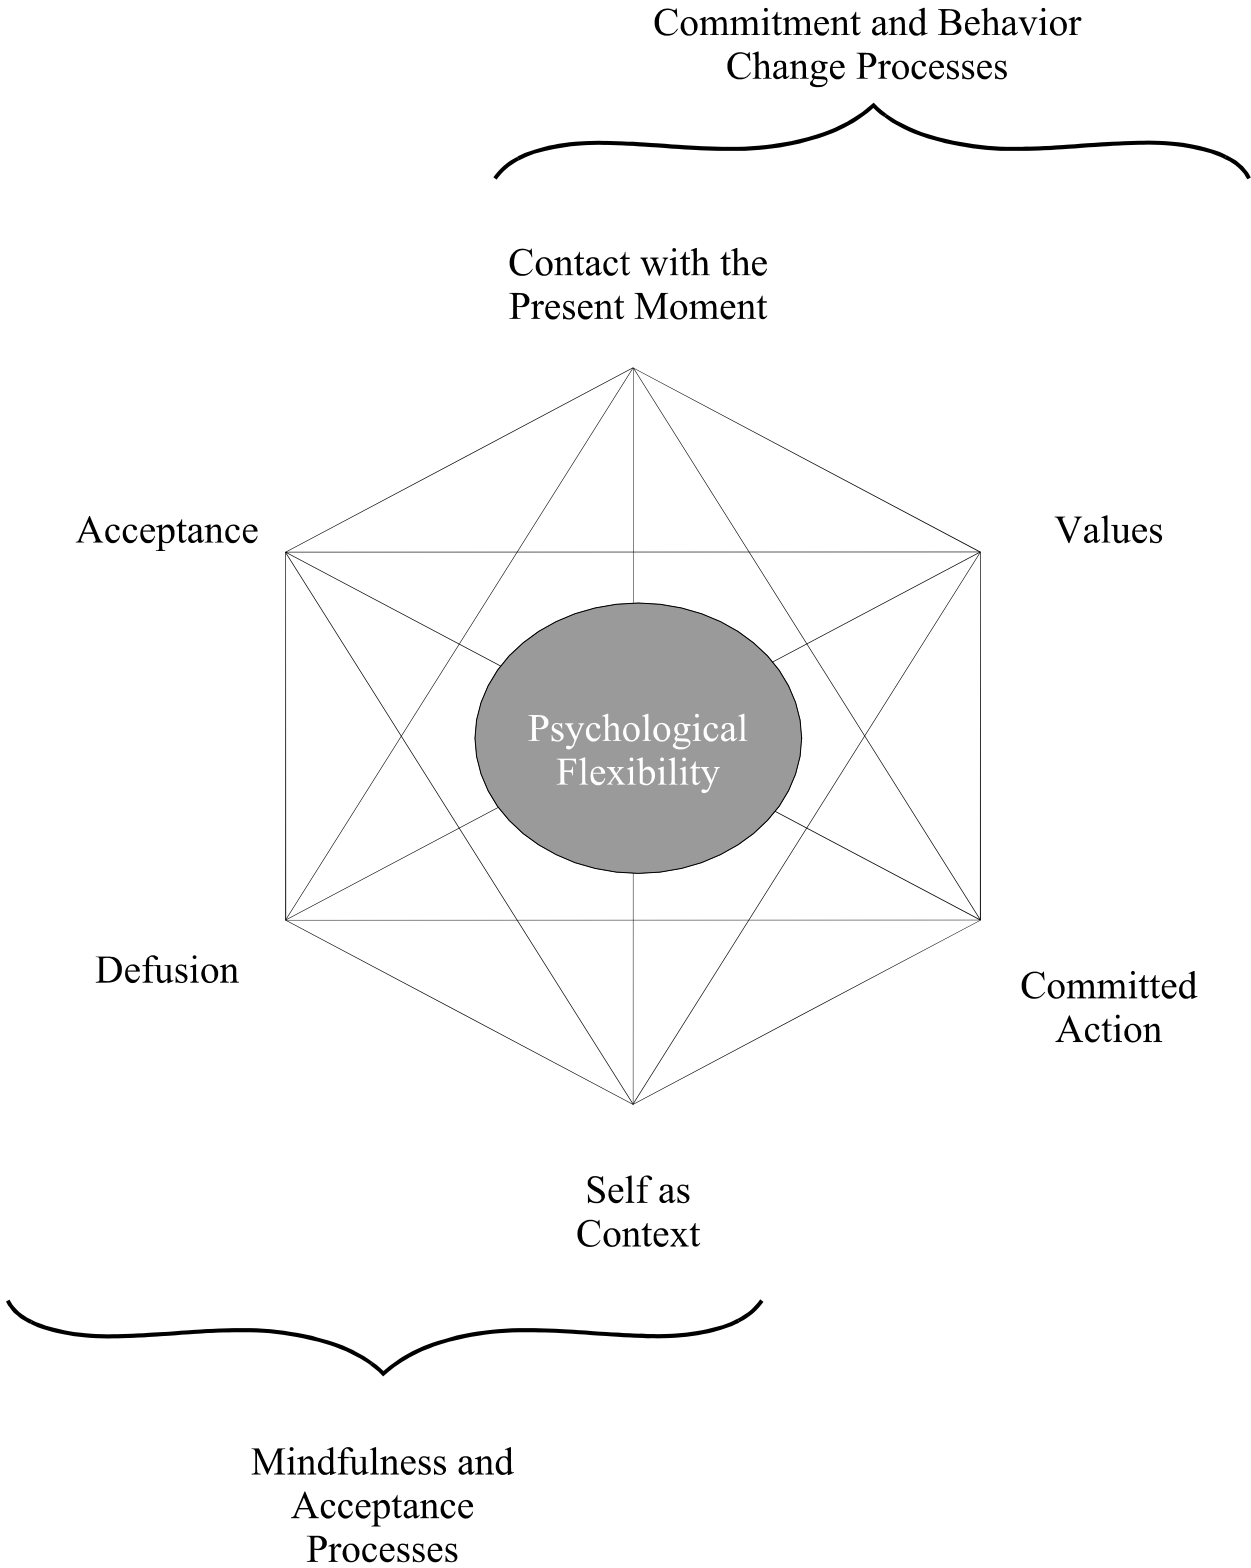 Commitment and Behavior
Change Processes
Contact with the
Present Moment
Acceptance
Values
Psychological
Flexibility
Defusion
Committed
Action
Self as
Context
Mindfulness and
Acceptance
Processes